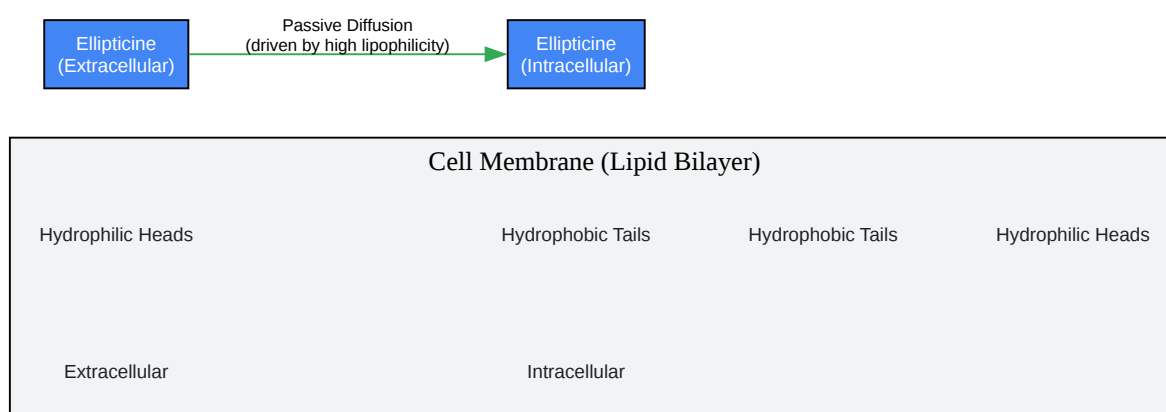 Ellipticine
(Extracellular)
Passive Diffusion
(driven by high lipophilicity)
Ellipticine
(Intracellular)
Cell Membrane (Lipid Bilayer)
Hydrophilic Heads
Hydrophobic Tails
Hydrophobic Tails
Hydrophilic Heads
Extracellular
Intracellular